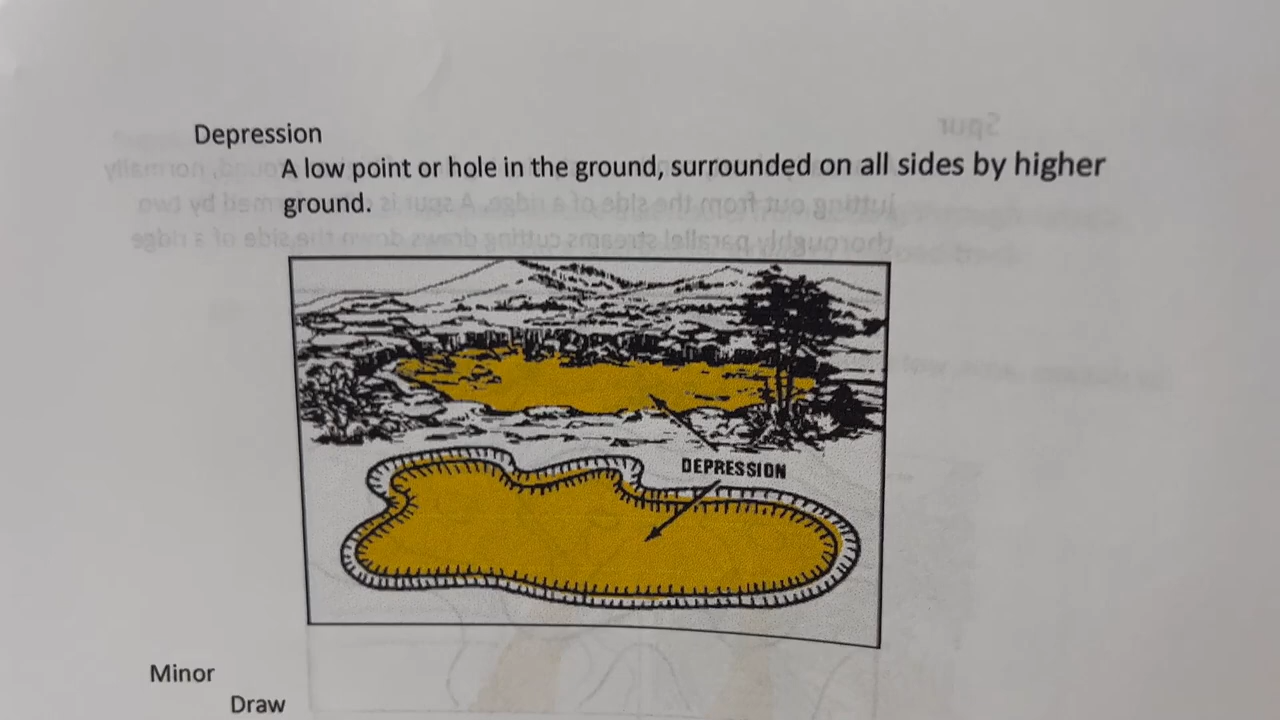 Depression
A low point or hole in the ground, surrounded on all sides by higher
ground.
DEPRESSION
Minor
Draw